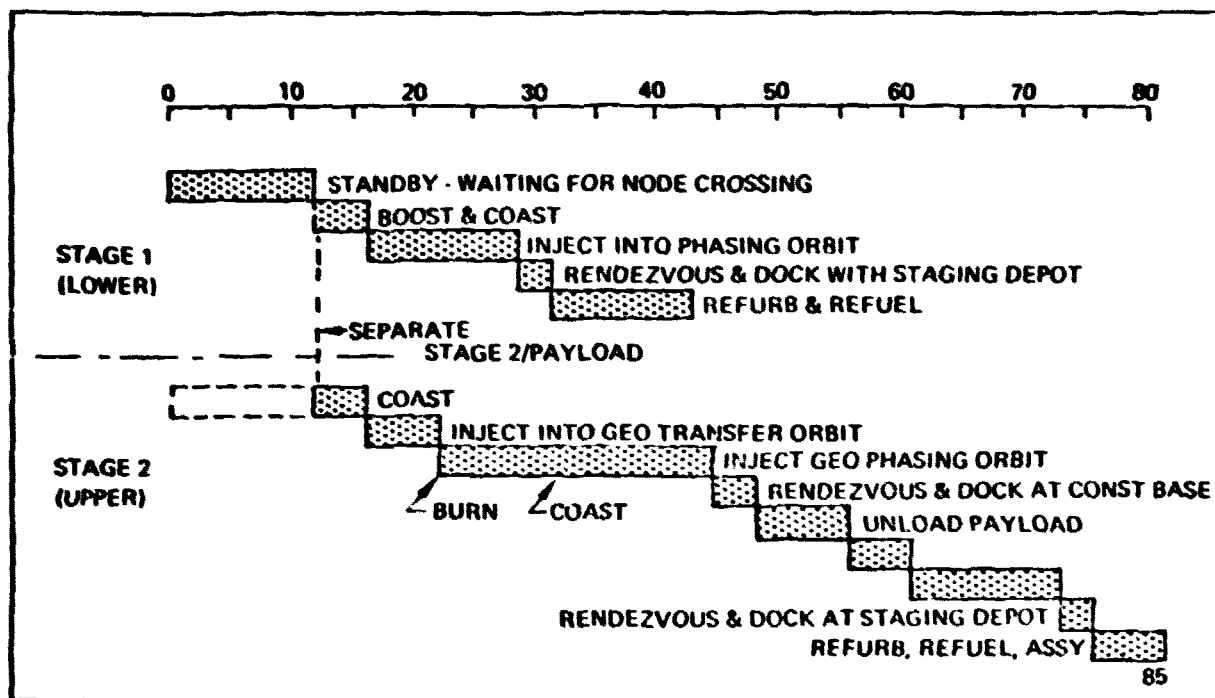 0 10 20 30 40 50 60 70 80
STANDBY - WAITING FOR NODE CROSSING
BOOST & COAST
STAGE 1
(LOWER)
INJECT INTO PHASING ORBIT
RENDEZVOUS & DOCK WITH STAGING DEPOT
REFURB & REFUEL
SEPARATE
STAGE 2/PAYLOAD
COAST
INJECT INTO GEO TRANSFER ORBIT
STAGE 2
(UPPER)
INJECT GEO PHASING ORBIT
RENDEZVOUS & DOCK AT CONST BASE
BURN
COAST
UNLOAD PAYLOAD
RENDEZVOUS & DOCK AT STAGING DEPOT
REFURB, REFUEL, ASSY
85